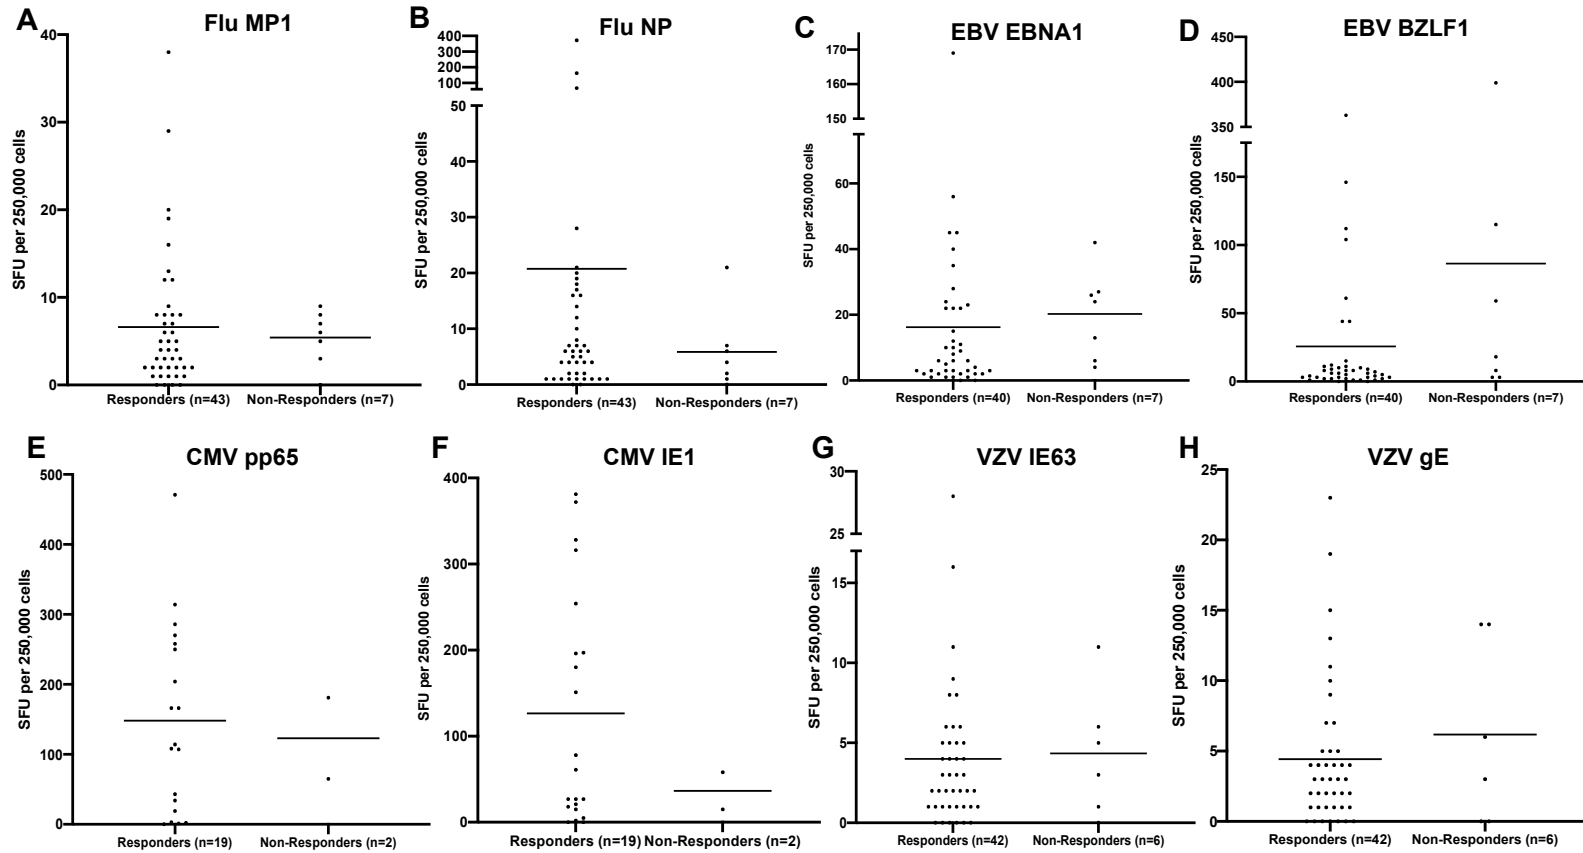 A
Flu MP1
SFU per 250,000 cells
40
30
20
10
0
Responders (n=43)
Non-Responders (n=7)
B
Flu NP
SFU per 250,000 cells
400
300
200
100
50
40
30
20
10
0
Responders (n=43)
Non-Responders (n=7)
C
EBV EBNA1
SFU per 250,000 cells
170
160
150
60
40
20
0
Responders (n=40)
Non-Responders (n=7)
D
EBV BZLF1
SFU per 250,000 cells
450
400
350
150
100
50
0
Responders (n=40)
Non-Responders (n=7)
E
CMV pp65
SFU per 250,000 cells
500
400
300
200
100
0
Responders (n=19)
Non-Responders (n=2)
F
CMV IE1
SFU per 250,000 cells
400
300
200
100
0
Responders (n=19)
Non-Responders (n=2)
G
VZV IE63
SFU per 250,000 cells
30
25
15
10
5
0
Responders (n=42)
Non-Responders (n=6)
H
VZV gE
SFU per 250,000 cells
25
20
15
10
5
0
Responders (n=42)
Non-Responders (n=6)